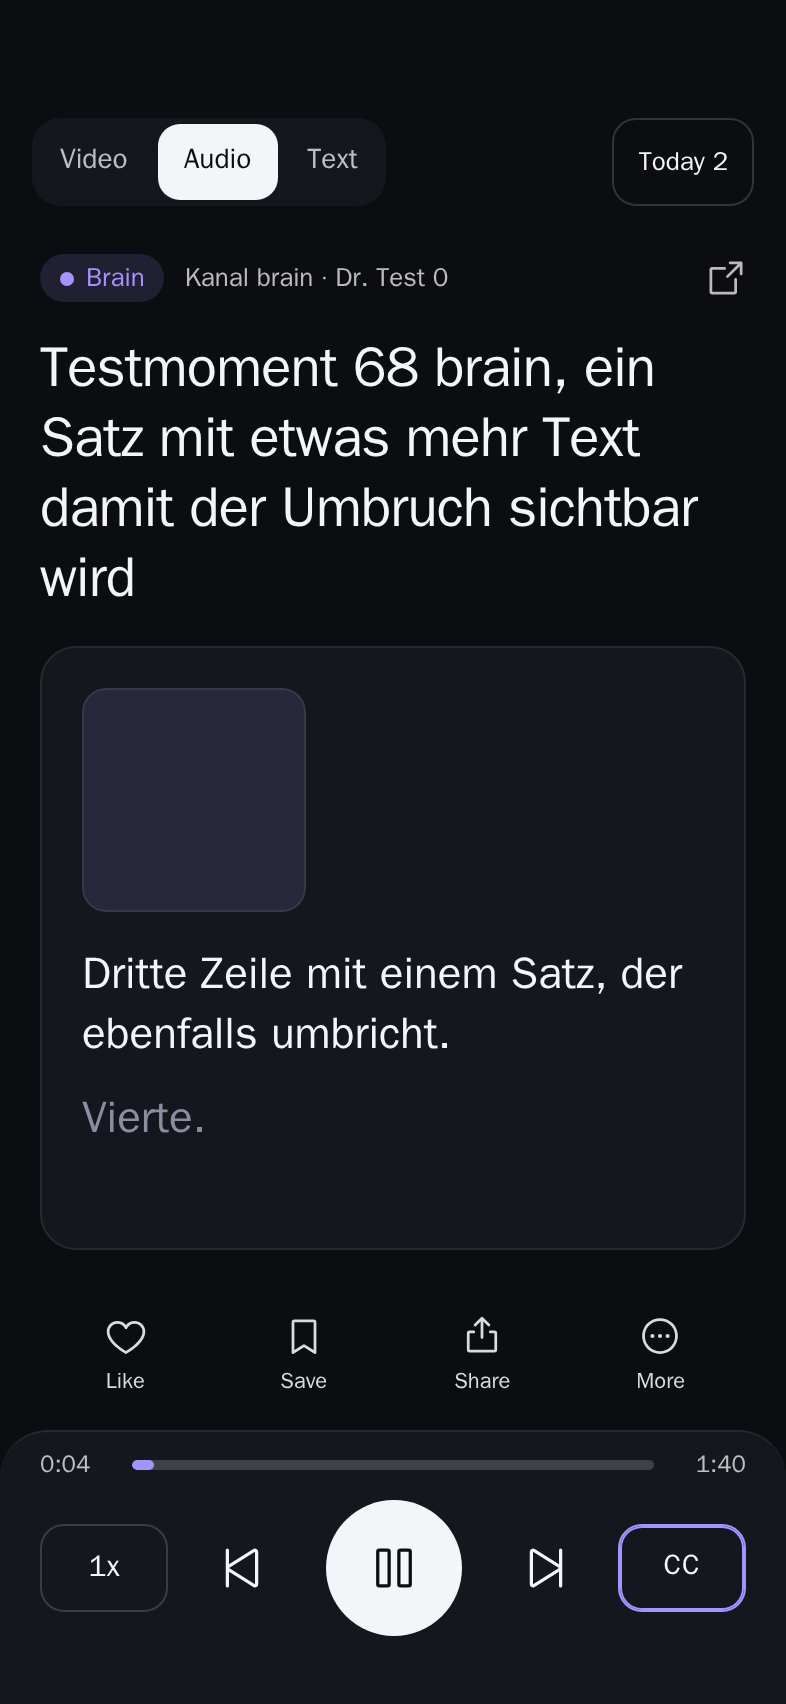 Video Audio Text Today 2
Brain Kanal brain · Dr. Test 0
Testmoment 68 brain, ein
Satz mit etwas mehr Text
damit der Umbruch sichtbar
wird
Dritte Zeile mit einem Satz, der
ebenfalls umbricht.
Vierte.
Like Save Share More
0:04 1:40
1x CC